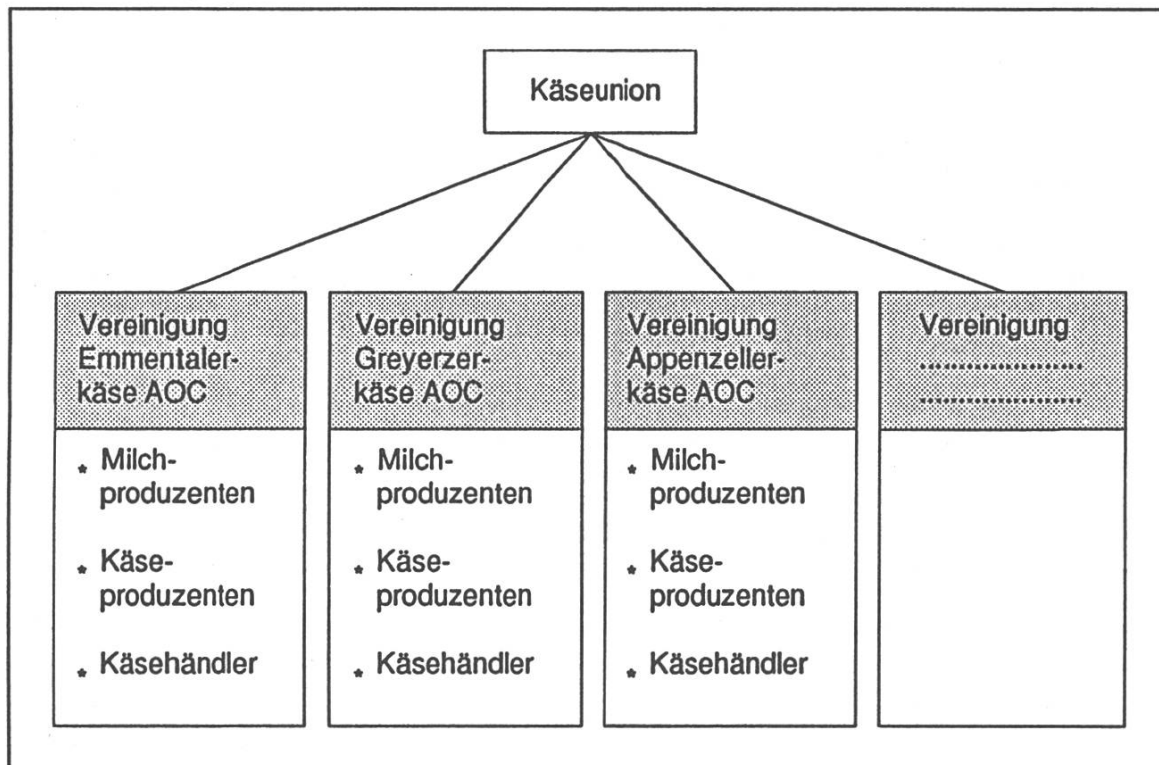 Käseunion
Vereinigung
Emmentaler-
käse AOC
* Milch-
produzenten
* Käse-
produzenten
* Käsehändler
Vereinigung
Greyerzer-
käse AOC
* Milch-
produzenten
* Käse-
produzenten
* Käsehändler
Vereinigung
Appenzeller-
käse AOC
* Milch-
produzenten
* Käse-
produzenten
* Käsehändler
Vereinigung
.....................
.....................